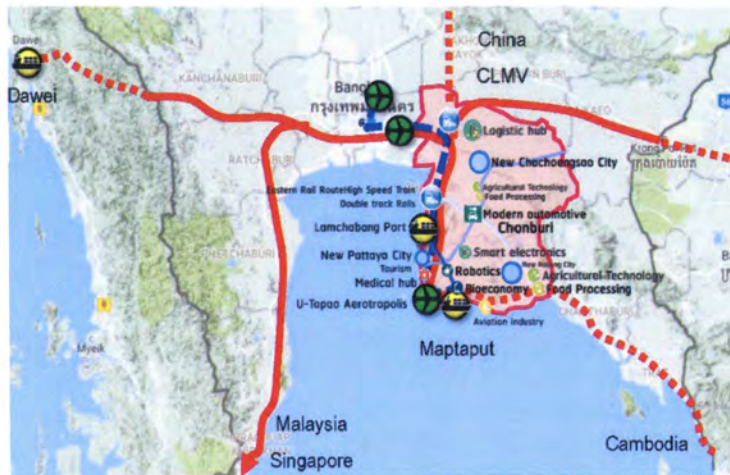 China
CLMV
Dawei
Dawei
KANCHANABURI
กรุงเทพมหานคร
Logistic hub
RATCHABURI
New Chachoengsao City
Eastern Rail RouteHigh Speed Train
Double track Rails
Agricultural Technology
Food Processing
Modern automotive
Chonburi
Lamchabang Port
New Pattaya City
Tourism
Smart electronics
Medical hub
Robotics
Agricultural Technology
Bioeconomy
Food Processing
U-Tapao Aerotropolis
Aviation industry
Maptaput
Myeik
Malaysia
Singapore
Cambodia